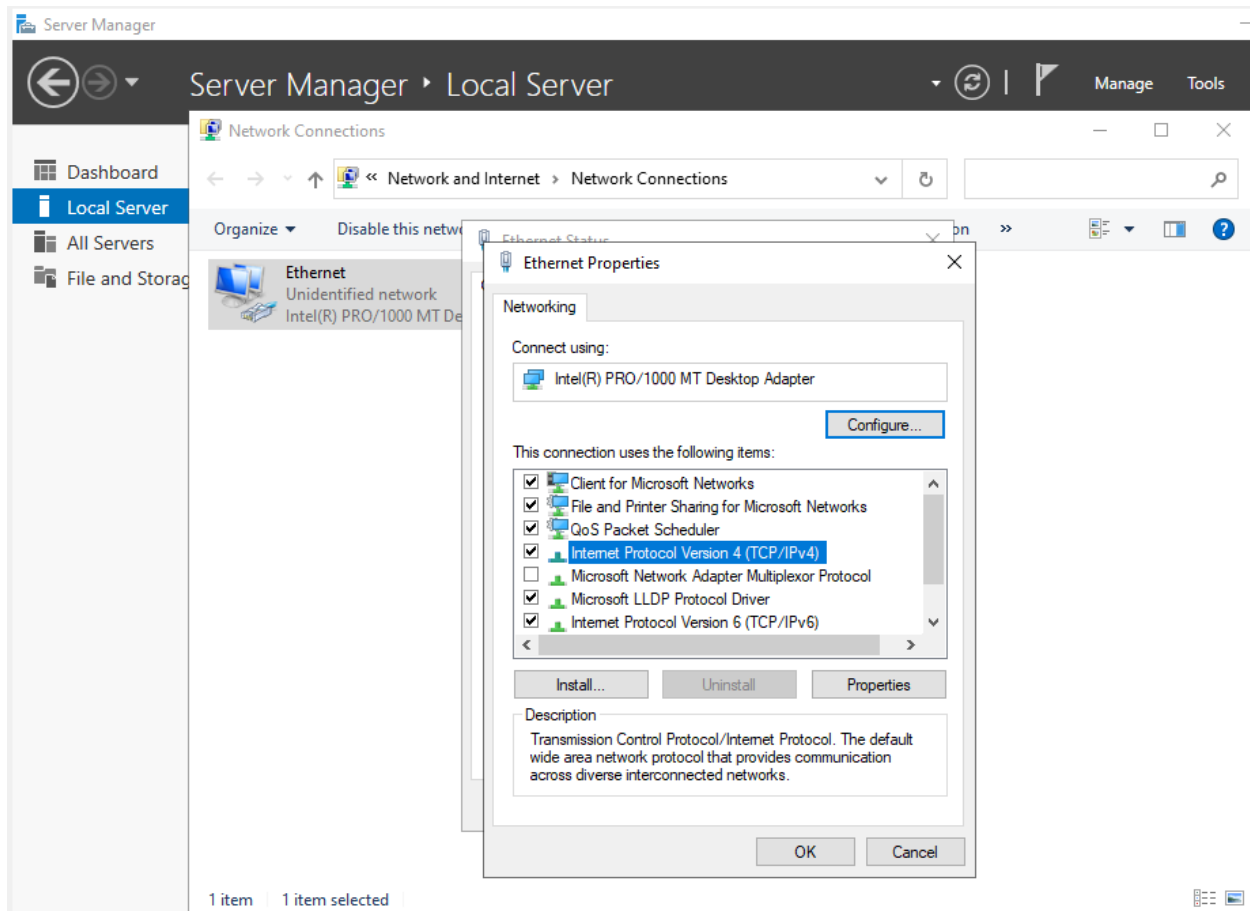 Server Manager
Server Manager ‣ Local Server
Manage Tools
Network Connections
Dashboard
Local Server
All Servers
File and Storag
« Network and Internet › Network Connections
Organize
Disable this netwo
on »
Ethernet
Unidentified network
Intel(R) PRO/1000 MT De
Ethernet Status
Ethernet Properties
Networking
Connect using:
Intel(R) PRO/1000 MT Desktop Adapter
Configure...
This connection uses the following items:
Client for Microsoft Networks
File and Printer Sharing for Microsoft Networks
QoS Packet Scheduler
Internet Protocol Version 4 (TCP/IPv4)
Microsoft Network Adapter Multiplexor Protocol
Microsoft LLDP Protocol Driver
Internet Protocol Version 6 (TCP/IPv6)
Install... Uninstall Properties
Description
Transmission Control Protocol/Internet Protocol. The default
wide area network protocol that provides communication
across diverse interconnected networks.
OK Cancel
1 item 1 item selected